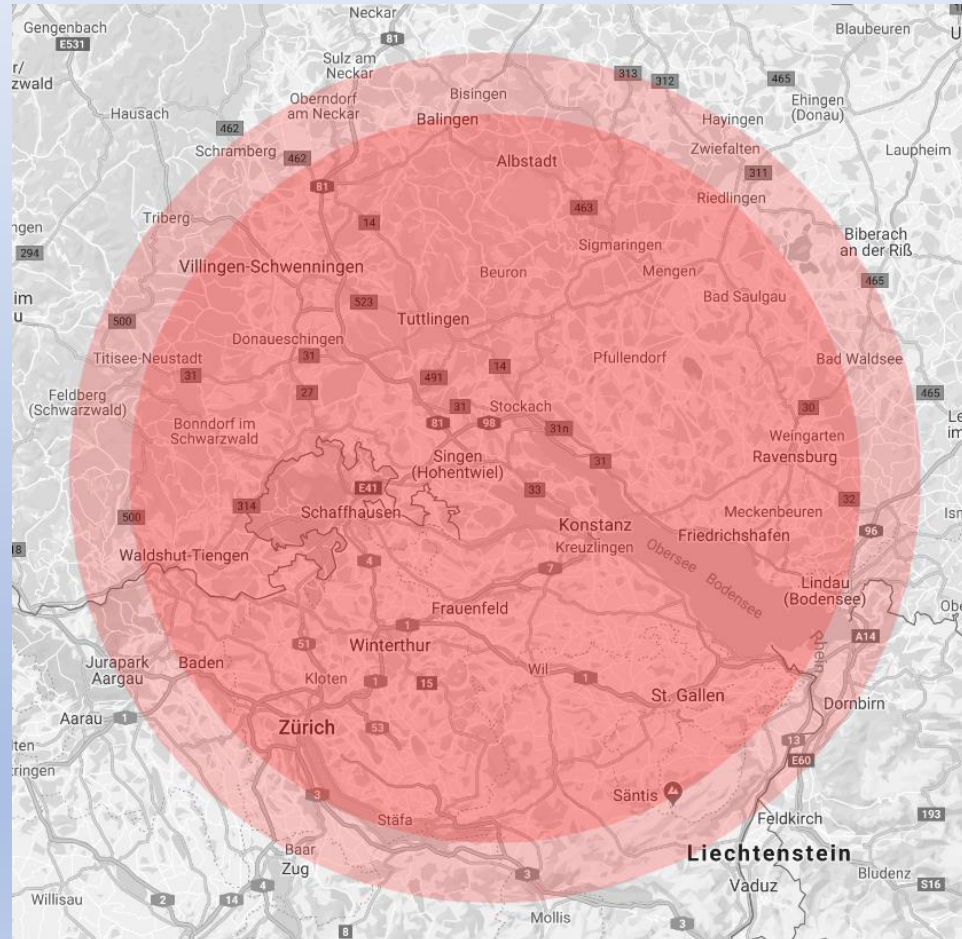 Neckar
Gengenbach
E531
81
Blaubeuren
Sulz am
Neckar
313
312
465
zwald
Bisingen
Oberndorf
am Neckar
Ehingen
(Donau)
Hausach
462
Balingen
Hayingen
Schramberg
462
Albstadt
Zwiefalten
Laupheim
81
311
Riedlingen
Triberg
14
463
ngen
294
Sigmaringen
Biberach
an der Riß
Villingen-Schwenningen
Beuron
Mengen
465
im
u
523
Bad Saulgau
500
Tuttlingen
Donaueschingen
Titisee-Neustadt
31
Pfullendorf
Bad Waldsee
31
14
491
Feldberg
(Schwarzwald)
27
31
Stockach
30
465
Bonndorf im
Schwarzwald
81
98
31n
Weingarten
Singen
(Hohentwiel)
31
Ravensburg
E41
33
32
314
Schaffhausen
Meckenbeuren
500
Konstanz
Friedrichshafen
96
18
Waldshut-Tiengen
Kreuzlingen
4
7
Obersee
Bodensee
Lindau
(Bodensee)
Frauenfeld
1
A14
Rhein
51
Winterthur
Jurapark
Aargau
Baden
Kloten
1
15
Wil
1
St. Gallen
Dornbirn
Aarau
1
Zürich
53
13
E60
3
Säntis
Stäfa
Feldkirch
193
Baar
Zug
Liechtenstein
3
Vaduz
Bludenz
S16
Willisau
2
14
4
Mollis
8
3